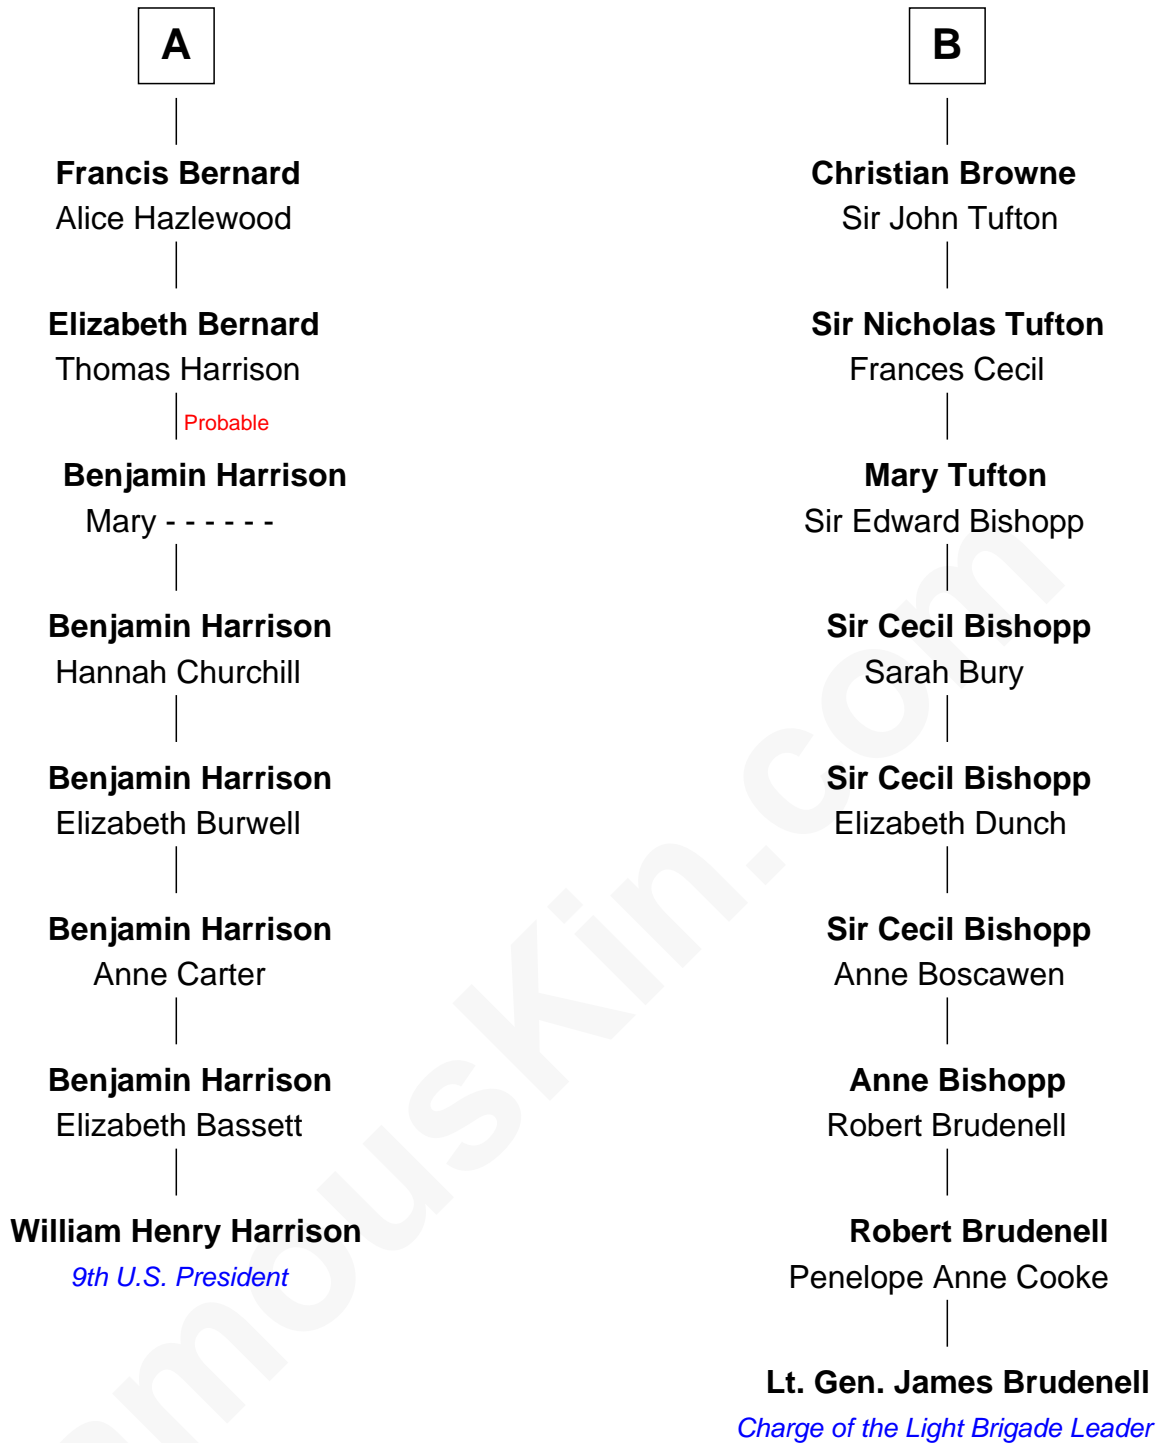 A
Francis Bernard
Alice Hazlewood
Elizabeth Bernard
Thomas Harrison
Probable
Benjamin Harrison
Mary - - - - - -
Benjamin Harrison
Hannah Churchill
Benjamin Harrison
Elizabeth Burwell
Benjamin Harrison
Anne Carter
Benjamin Harrison
Elizabeth Bassett
William Henry Harrison
9th U.S. President
B
Christian Browne
Sir John Tufton
Sir Nicholas Tufton
Frances Cecil
Mary Tufton
Sir Edward Bishopp
Sir Cecil Bishopp
Sarah Bury
Sir Cecil Bishopp
Elizabeth Dunch
Sir Cecil Bishopp
Anne Boscawen
Anne Bishopp
Robert Brudenell
Robert Brudenell
Penelope Anne Cooke
Lt. Gen. James Brudenell
Charge of the Light Brigade Leader
amousKin.com